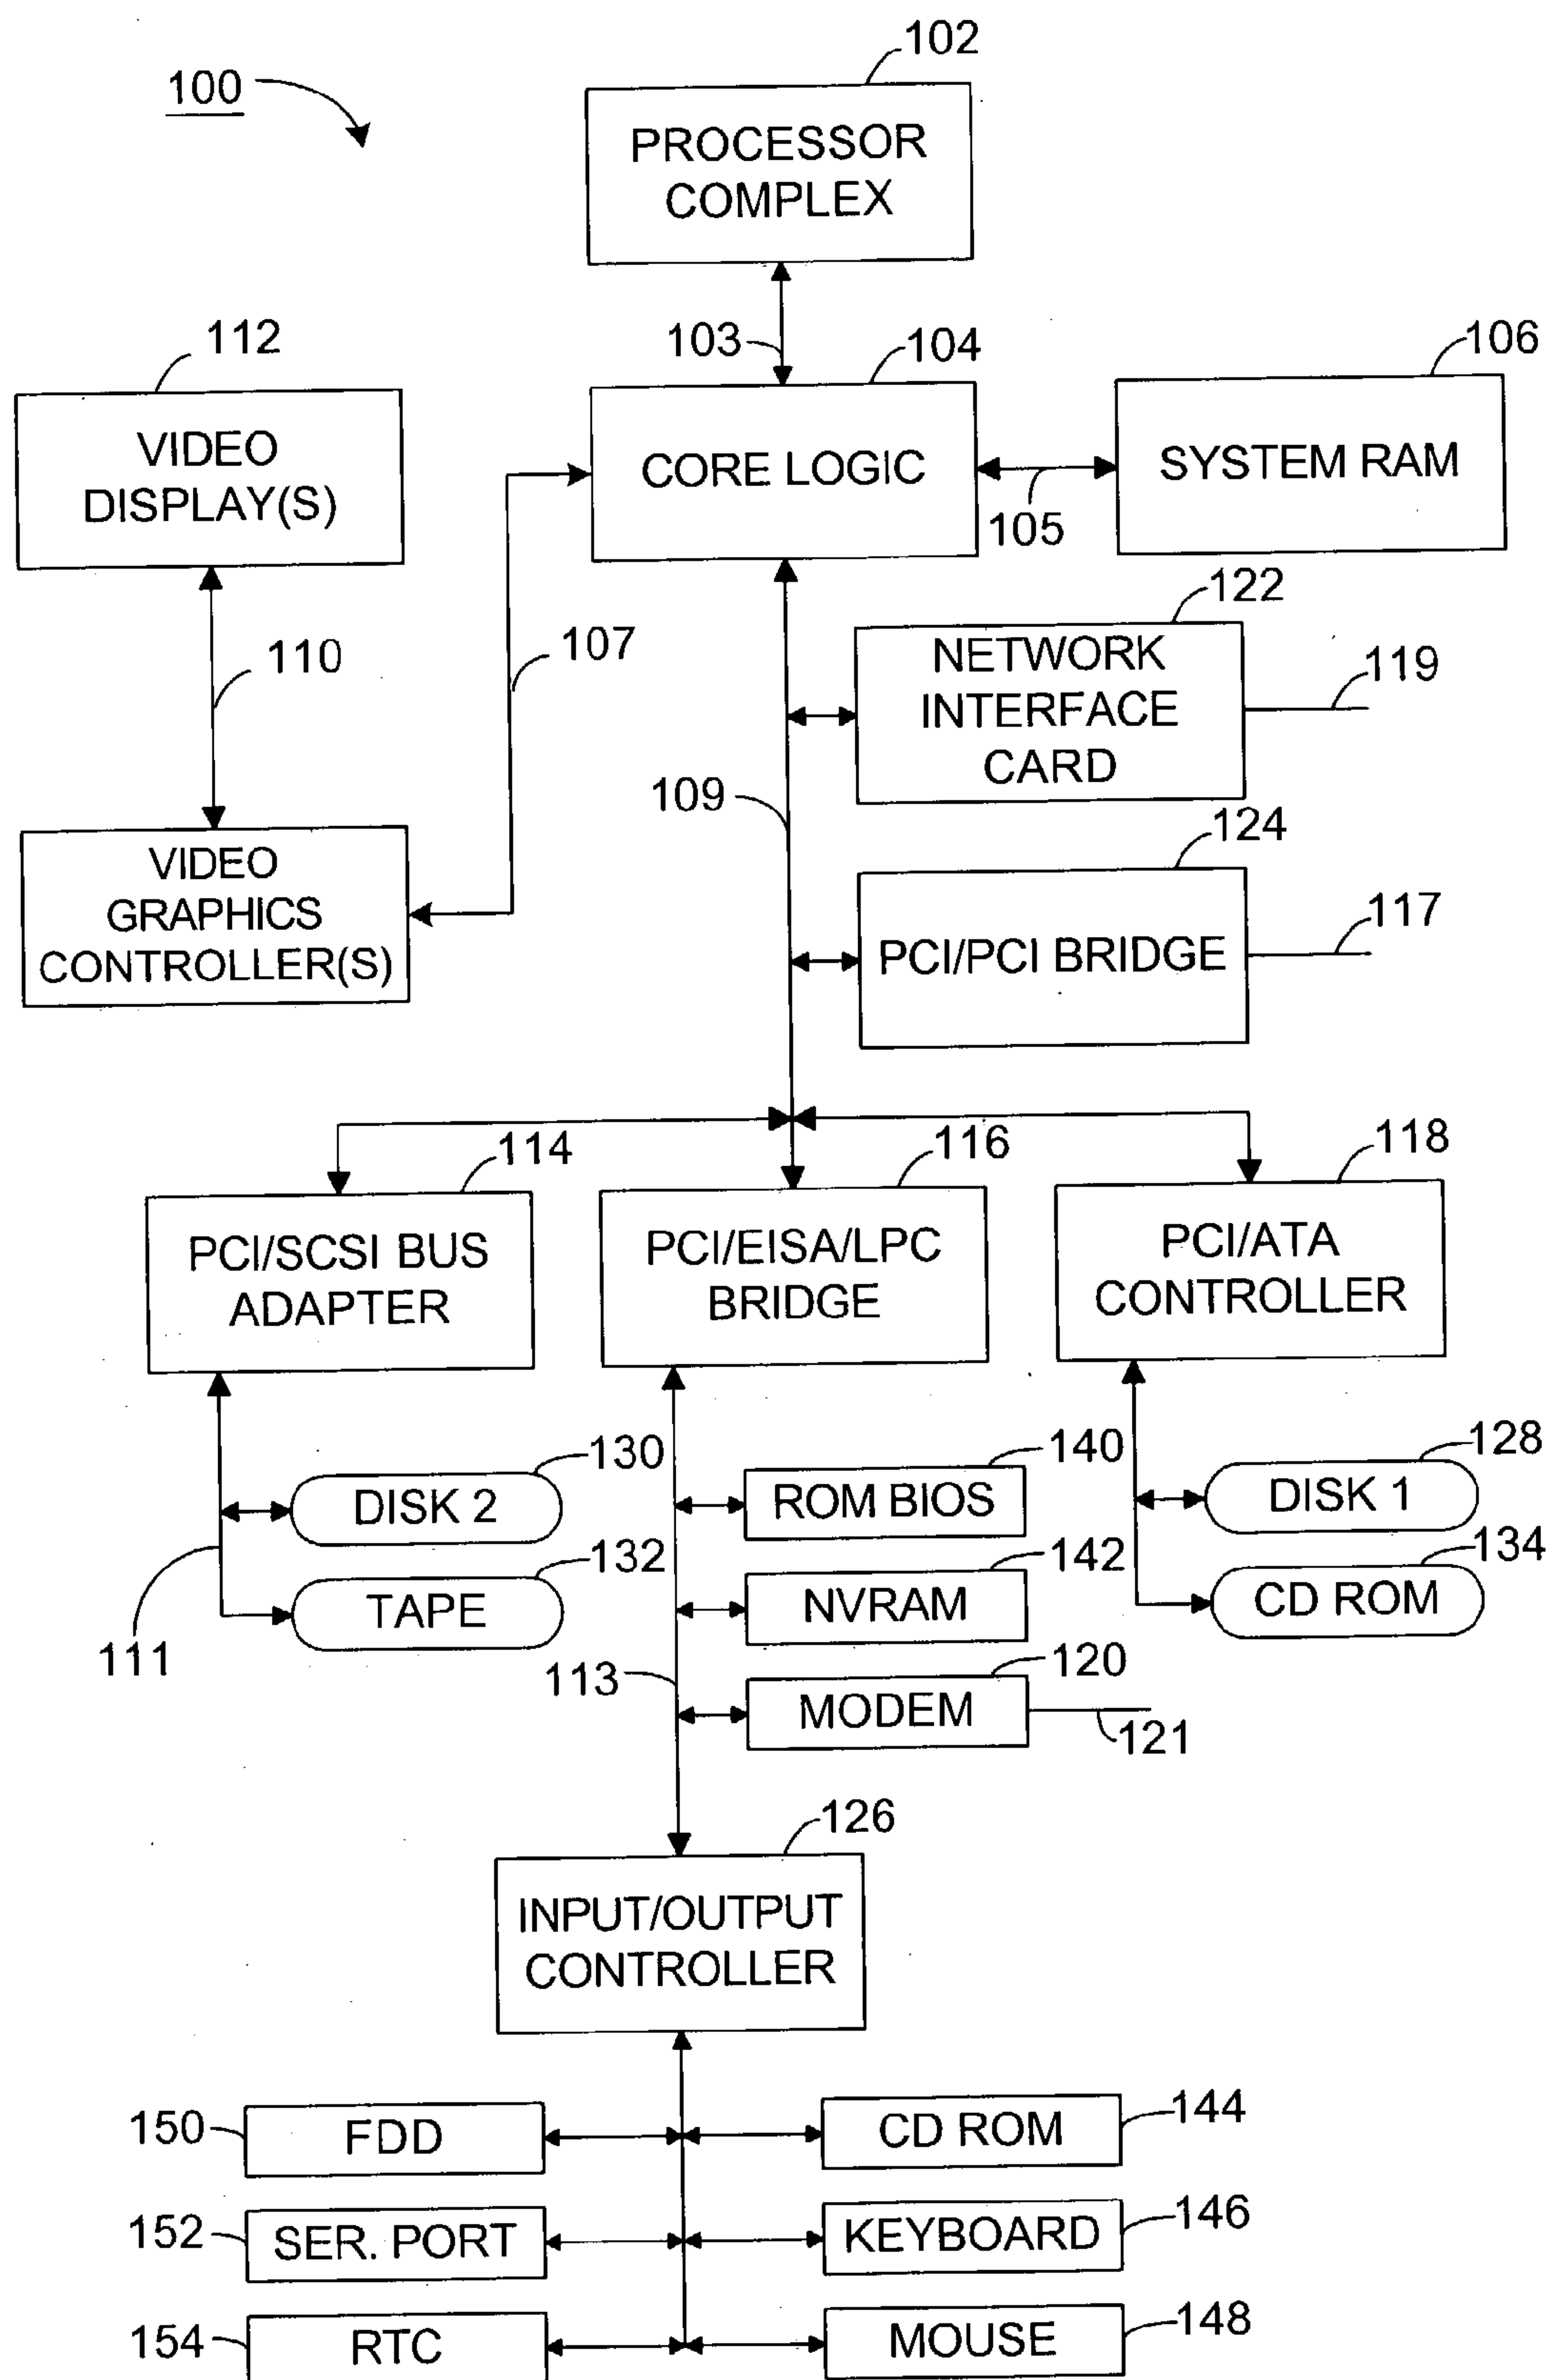 102
100
PROCESSOR
COMPLEX
112
103
104
106
VIDEO
DISPLAY(S)
CORE LOGIC
SYSTEM RAM
105
122
110
107
NETWORK
INTERFACE
CARD
119
109
124
VIDEO
GRAPHICS
CONTROLLER(S)
PCI/PCI BRIDGE
117
114
116
118
PCI/SCSI BUS
ADAPTER
PCI/EISA/LPC
BRIDGE
PCI/ATA
CONTROLLER
130
140
128
DISK 2
ROM BIOS
DISK 1
132
142
134
TAPE
NVRAM
CD ROM
111
113
120
MODEM
121
126
INPUT/OUTPUT
CONTROLLER
150
FDD
CD ROM
144
152
SER. PORT
KEYBOARD
146
154
RTC
MOUSE
148